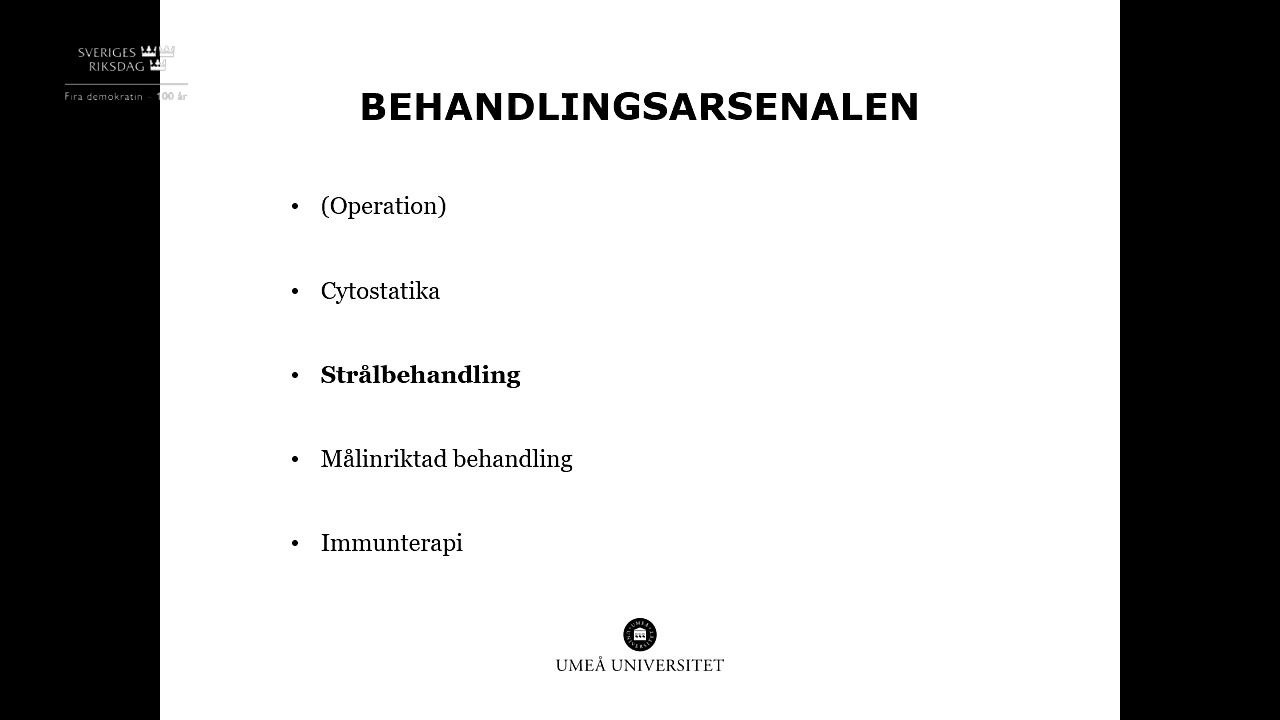 SVERIGES
RIKSDAG
Fira demokratin – 100 år
BEHANDLINGSARSENALEN
• (Operation)
• Cytostatika
• Strålbehandling
• Målinriktad behandling
• Immunterapi
UMEÅ UNIVERSITET